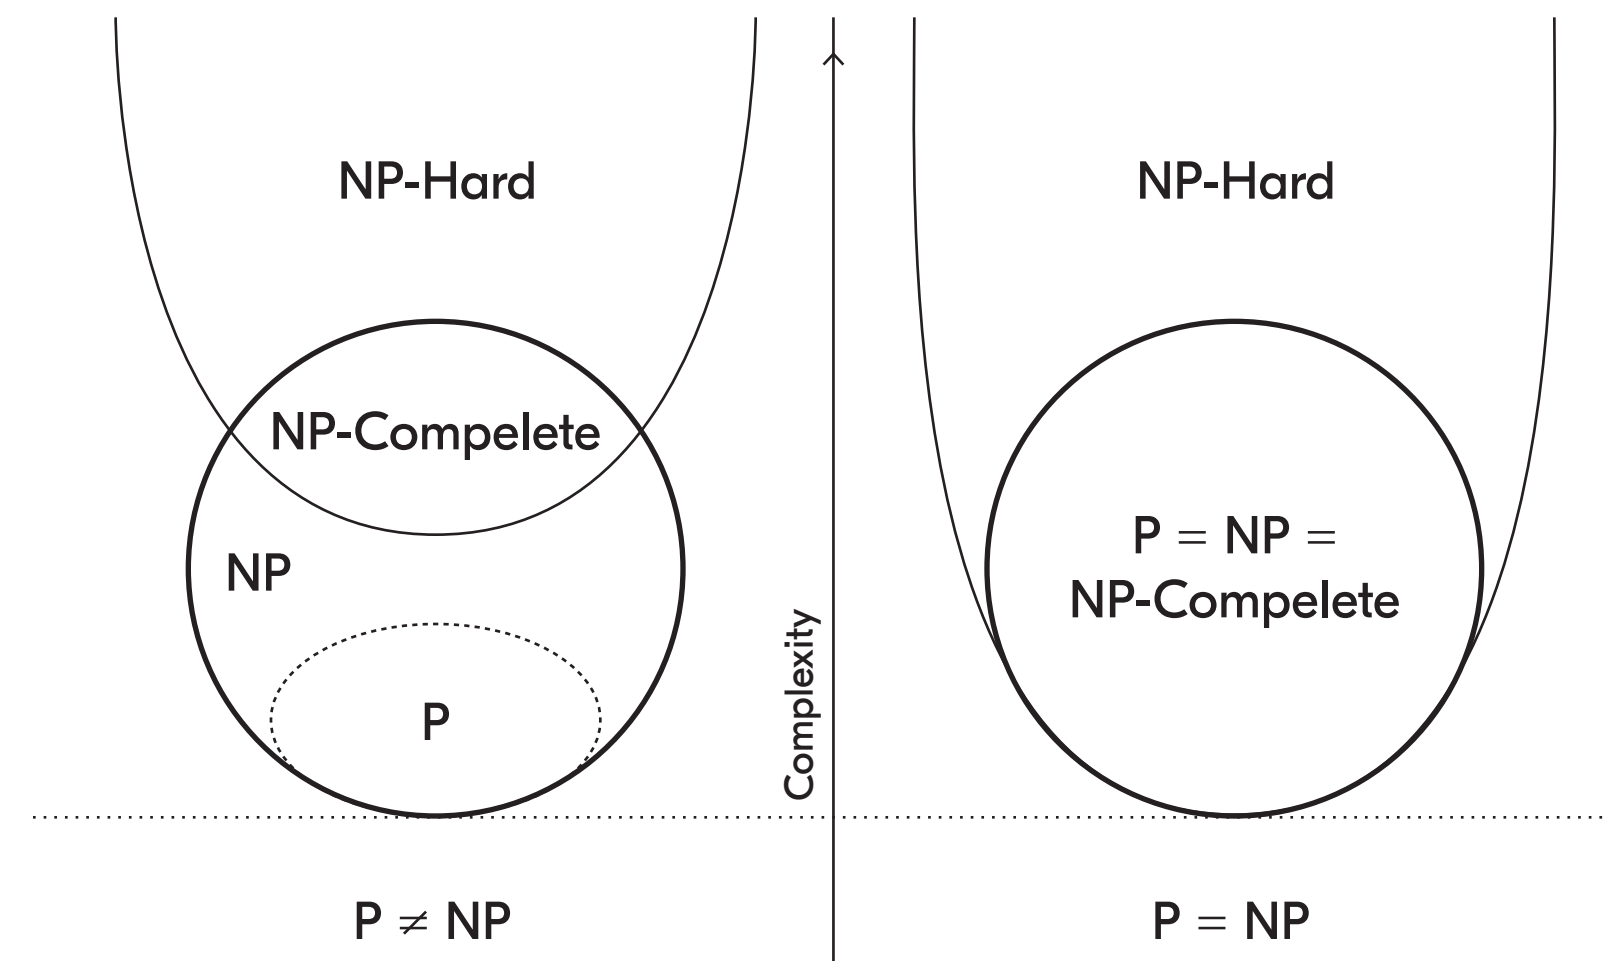 NP-Hard
NP-Compelete
NP
P
P ≠ NP
Complexity
NP-Hard
P = NP =
NP-Compelete
P = NP